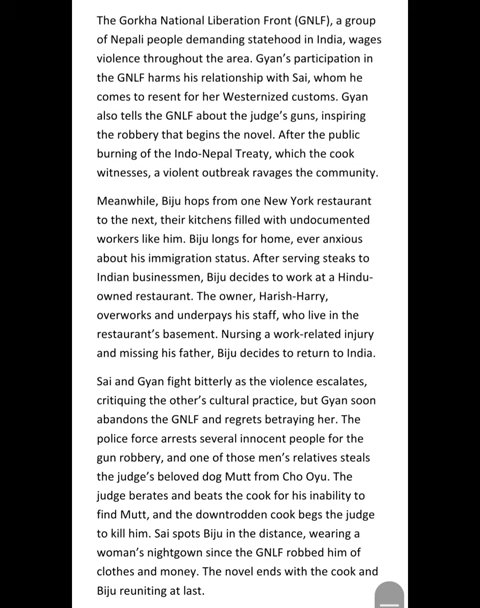 The Gorkha National Liberation Front (GNLF), a group
of Nepali people demanding statehood in India, wages
violence throughout the area. Gyan’s participation in
the GNLF harms his relationship with Sai, whom he
comes to resent for her Westernized customs. Gyan
also tells the GNLF about the judge’s guns, inspiring
the robbery that begins the novel. After the public
burning of the Indo-Nepal Treaty, which the cook
witnesses, a violent outbreak ravages the community.
Meanwhile, Biju hops from one New York restaurant
to the next, their kitchens filled with undocumented
workers like him. Biju longs for home, ever anxious
about his immigration status. After serving steaks to
Indian businessmen, Biju decides to work at a Hindu-
owned restaurant. The owner, Harish-Harry,
overworks and underpays his staff, who live in the
restaurant’s basement. Nursing a work-related injury
and missing his father, Biju decides to return to India.
Sai and Gyan fight bitterly as the violence escalates,
critiquing the other’s cultural practice, but Gyan soon
abandons the GNLF and regrets betraying her. The
police force arrests several innocent people for the
gun robbery, and one of those men’s relatives steals
the judge’s beloved dog Mutt from Cho Oyu. The
judge berates and beats the cook for his inability to
find Mutt, and the downtrodden cook begs the judge
to kill him. Sai spots Biju in the distance, wearing a
woman’s nightgown since the GNLF robbed him of
clothes and money. The novel ends with the cook and
Biju reuniting at last.